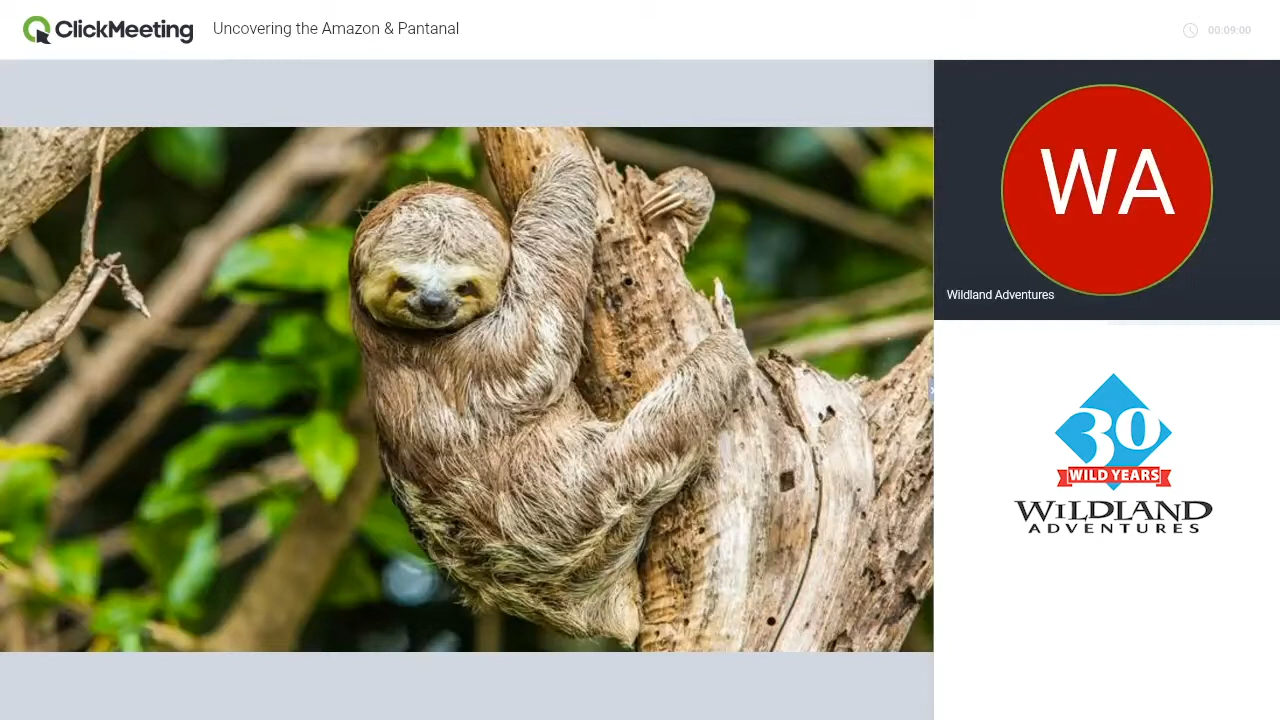 ClickMeeting Uncovering the Amazon & Pantanal 00:09:00
WA
Wildland Adventures
30
WILD YEARS
WILDLAND
ADVENTURES